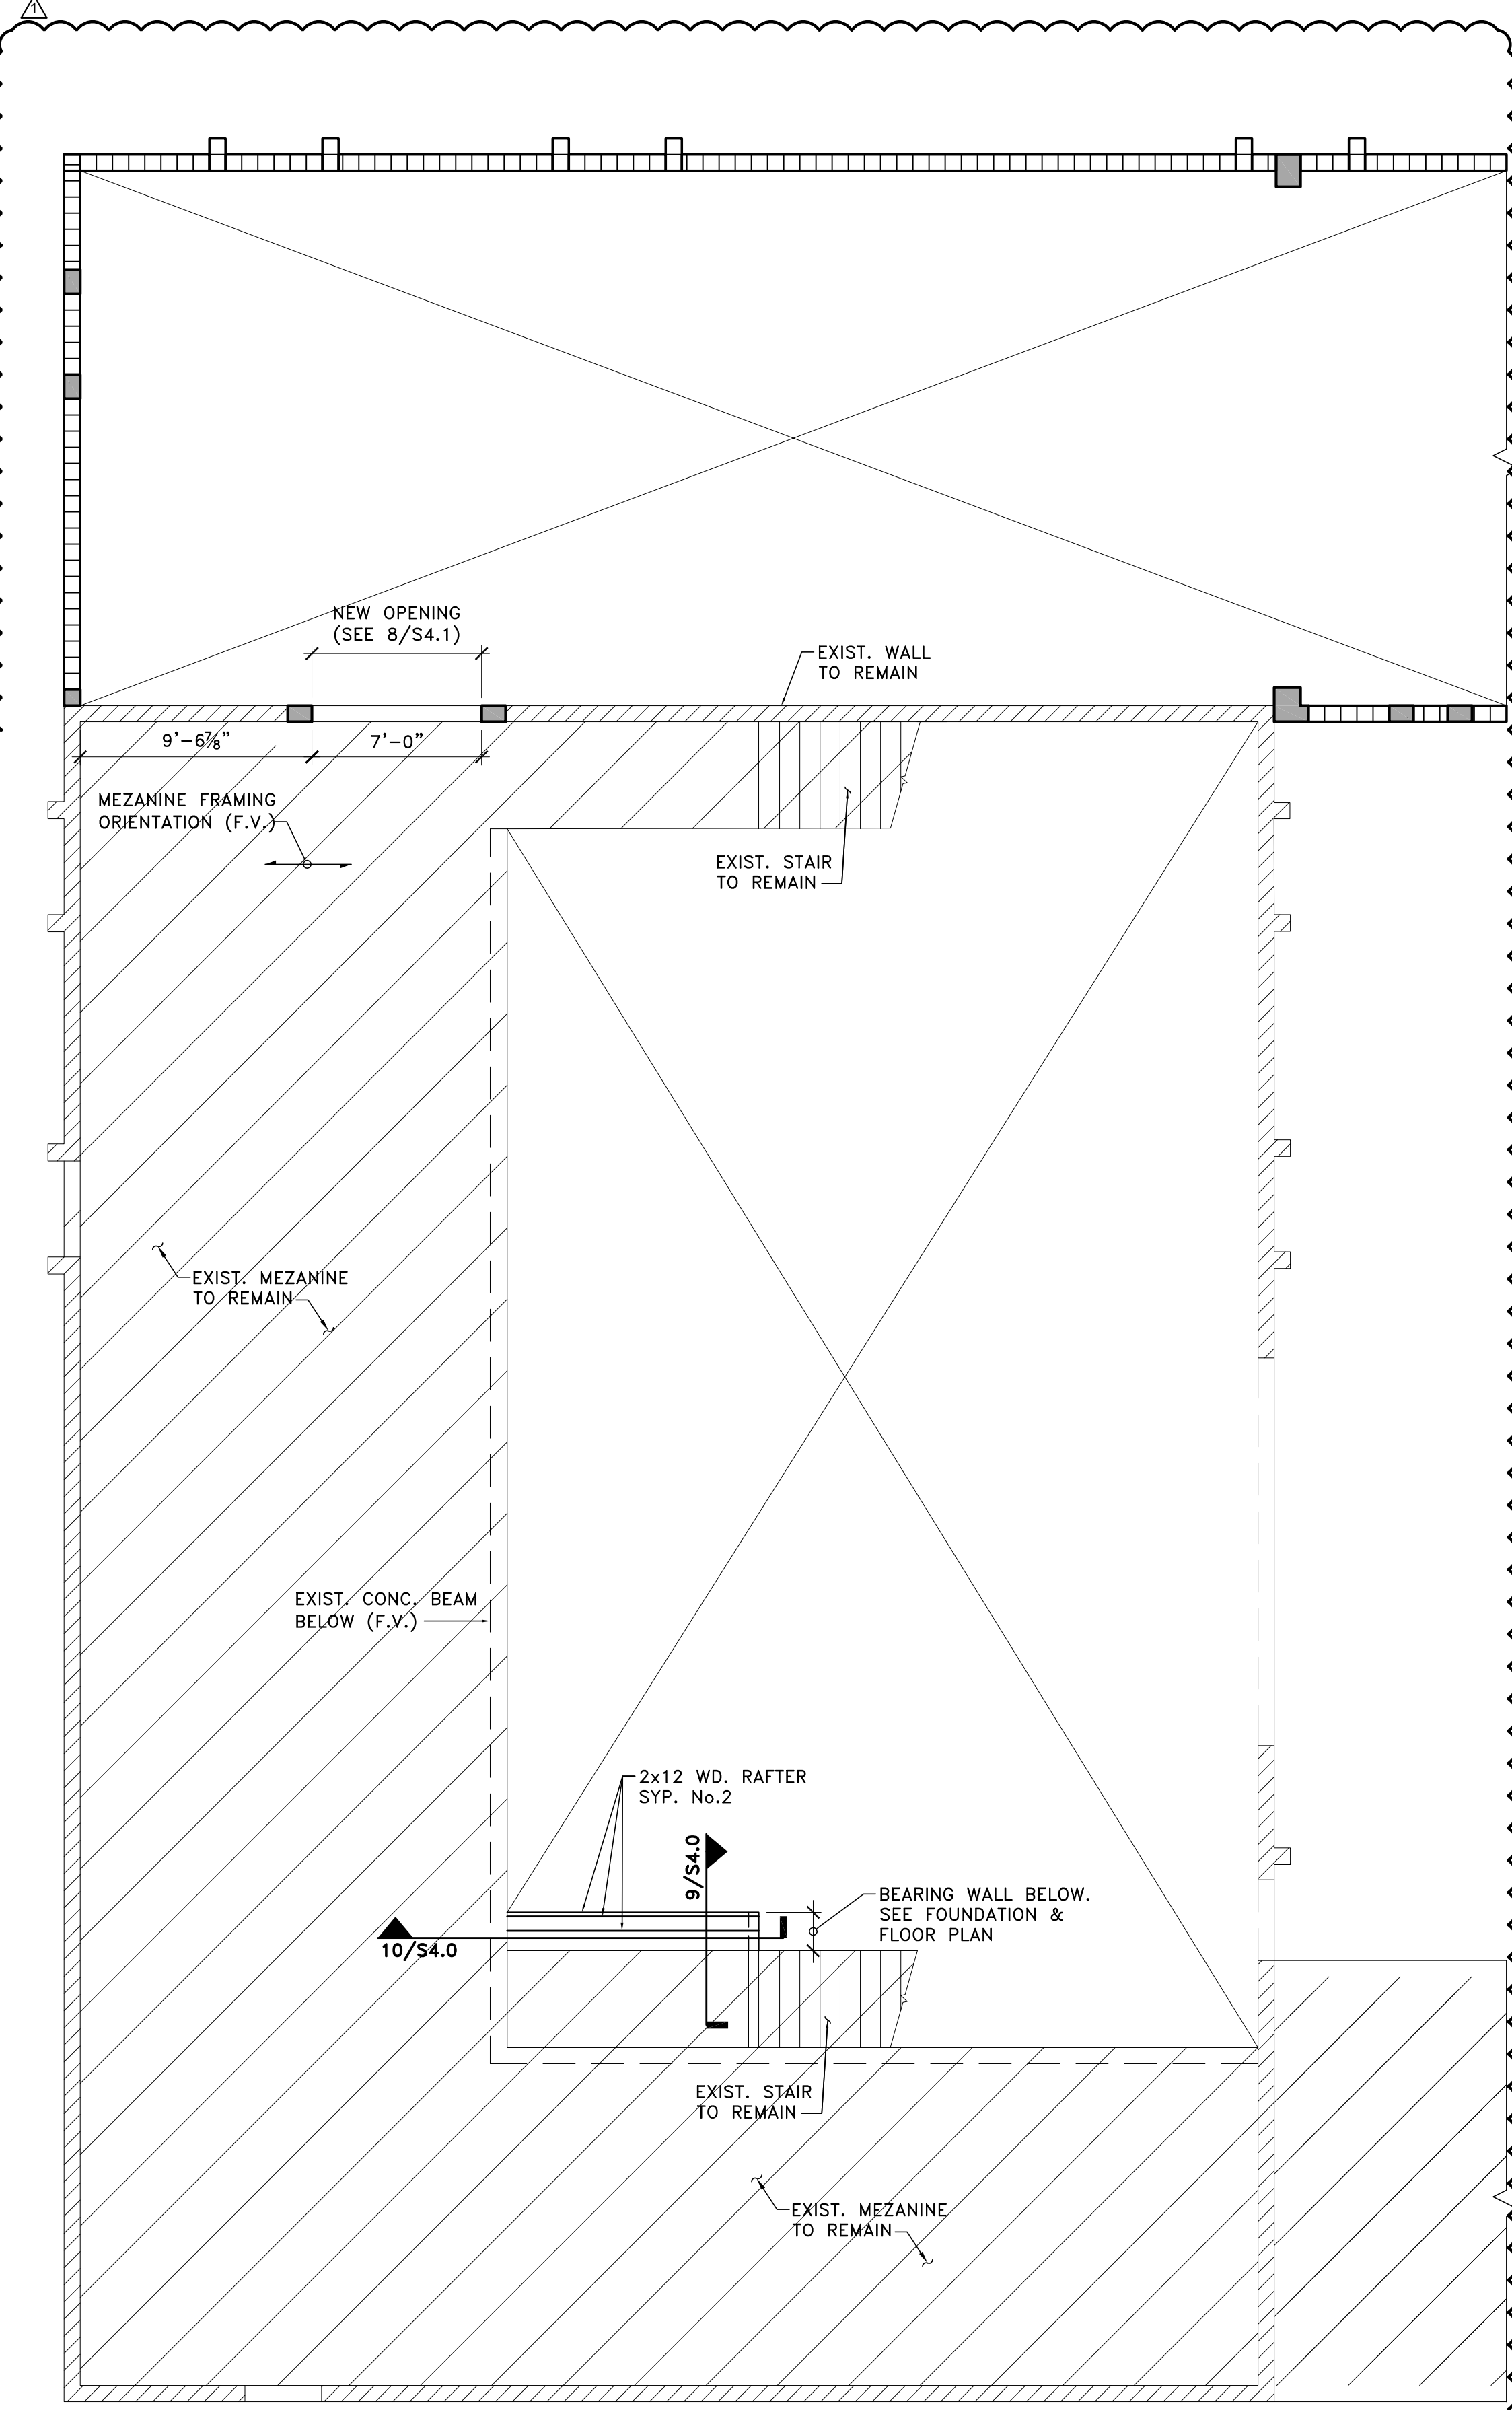 1
NEW OPENING
(SEE 8/S4.1)
EXIST. WALL
TO REMAIN
9'-6⅞"
7'-0"
MEZANINE FRAMING
ORIENTATION (F.V.)
EXIST. STAIR
TO REMAIN
EXIST. MEZANINE
TO REMAIN
EXIST. CONC. BEAM
BELOW (F.V.)
2x12 WD. RAFTER
SYP. No.2
9/S4.0
BEARING WALL BELOW.
SEE FOUNDATION &
FLOOR PLAN
10/S4.0
EXIST. STAIR
TO REMAIN
EXIST. MEZANINE
TO REMAIN